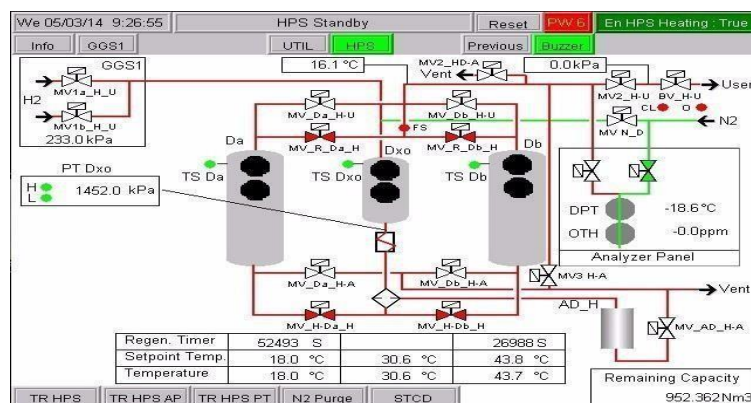 We 05/03/14 9:26:55 HPS Standby Reset PW 6 En HPS Heating : True
Info GGS1 UTIL HPS Previous Buzzer
GGS1 16.1 °C MV2_HD-A 0.0 kPa
Vent
H2 MV1a_H_U MV2_H-U BV_H-U User
CL O
MV1b_H_U MV_Da_H-U MV_Db_H-U N2
233.0 kPa FS MV N_D
Da MV_R_Da_H Dxo MV_R_Db_H Db
TS Da TS Dxo TS Db
PT Dxo
H 1452.0 kPa
L
DPT -18.6 °C
OTH -0.0ppm
Analyzer Panel
MV_Da_H-A MV_Db_H-A MV3 H-A
Vent
AD_H
MV_H-Da_H MV_H-Db_H MV_AD_H-A
Regen. Timer 52493 S 26988 S
Setpoint Temp. 18.0 °C 30.6 °C 43.8 °C
Temperature 18.0 °C 30.6 °C 43.7 °C
Remaining Capacity
952.362Nm3
TR HPS TR HPS AP TR HPS PT N2 Purge STCD